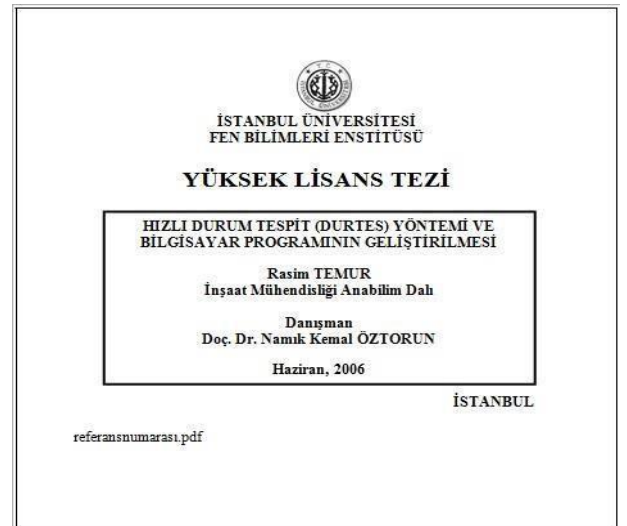 İSTANBUL ÜNİVERSİTESİ
FEN BİLİMLERİ ENSTİTÜSÜ
YÜKSEK LİSANS TEZİ
HIZLI DURUM TESPİT (DURTES) YÖNTEMİ VE
BİLGİSAYAR PROGRAMININ GELİŞTİRİLMESİ
Rasim TEMUR
İnşaat Mühendisliği Anabilim Dalı
Danışman
Doç. Dr. Namık Kemal ÖZTORUN
Haziran, 2006
İSTANBUL
referansnumarası.pdf